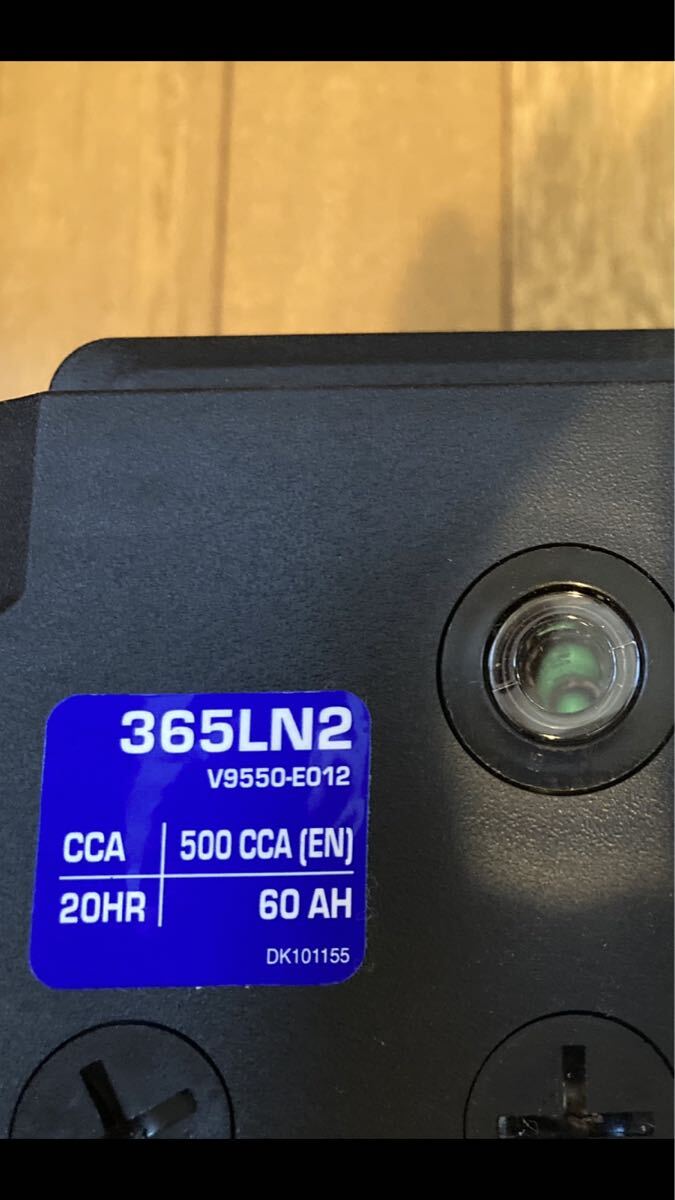 365LN2
V9550-E012
CCA 500 CCA (EN)
20HR 60 AH
DK101155